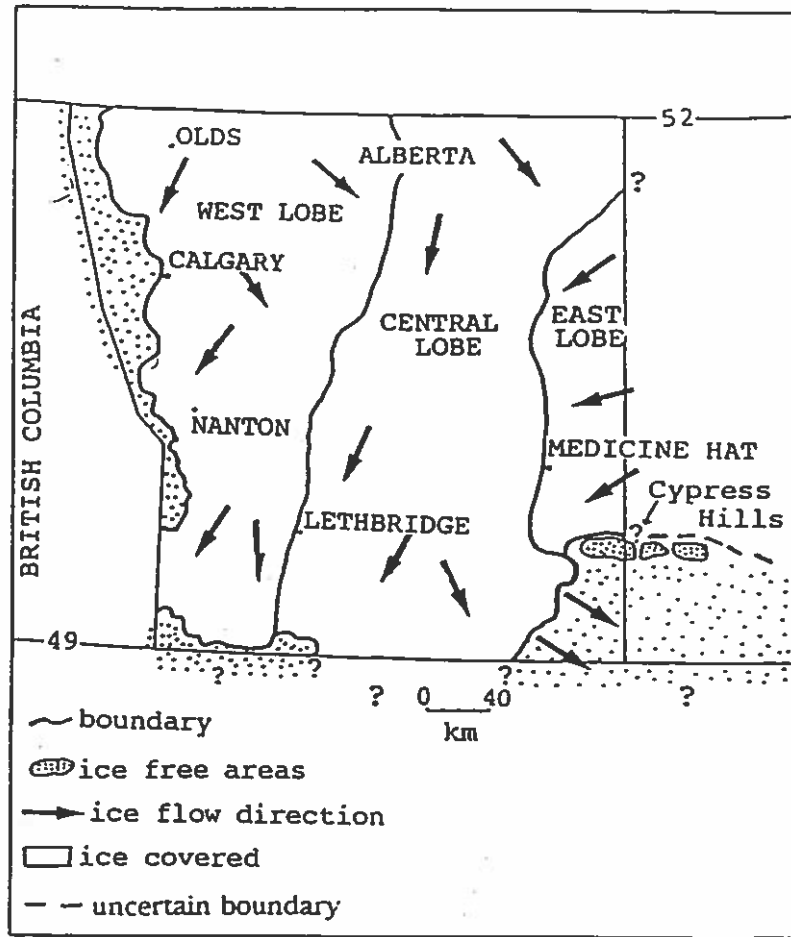 52
OLDS
ALBERTA
?
WEST LOBE
CALGARY
CENTRAL
LOBE
EAST
LOBE
BRITISH COLUMBIA
NANTON
MEDICINE HAT
Cypress
Hills
LETHBRIDGE
?
49
? ? ? ? ?
0 40
km
boundary
ice free areas
ice flow direction
ice covered
uncertain boundary